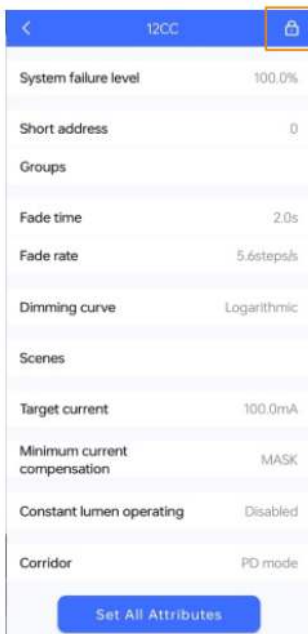 12CC
System failure level 100.0%
Short address 0
Groups
Fade time 2.0s
Fade rate 5.6steps/s
Dimming curve Logarithmic
Scenes
Target current 100.0mA
Minimum current
compensation MASK
Constant lumen operating Disabled
Corridor PD mode
Set All Attributes